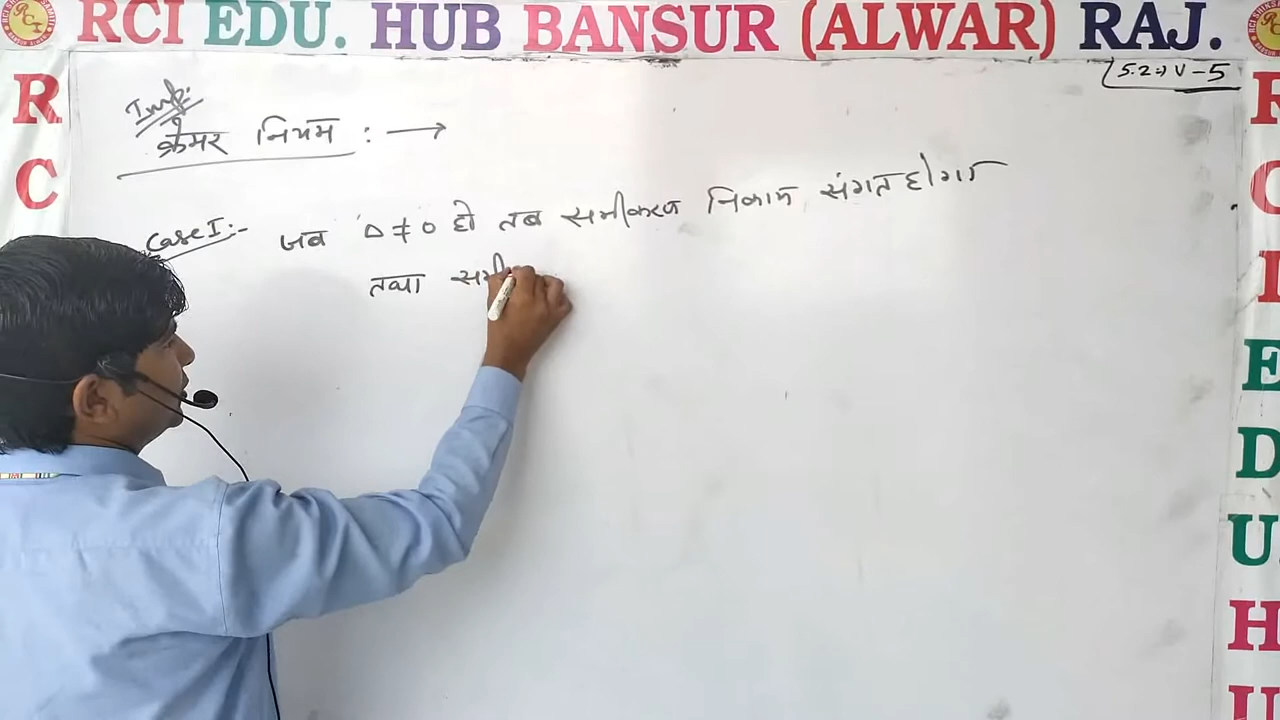 RCI EDU. HUB BANSUR (ALWAR) RAJ.
5.2 => V-5
Imp.
क्रेमर नियम : →
Case I :- जब Δ ≠ 0 हो तब समीकरण निकाय संगत होगा
तथा समी
R
C
R
C
I
E
D
U.
H
U